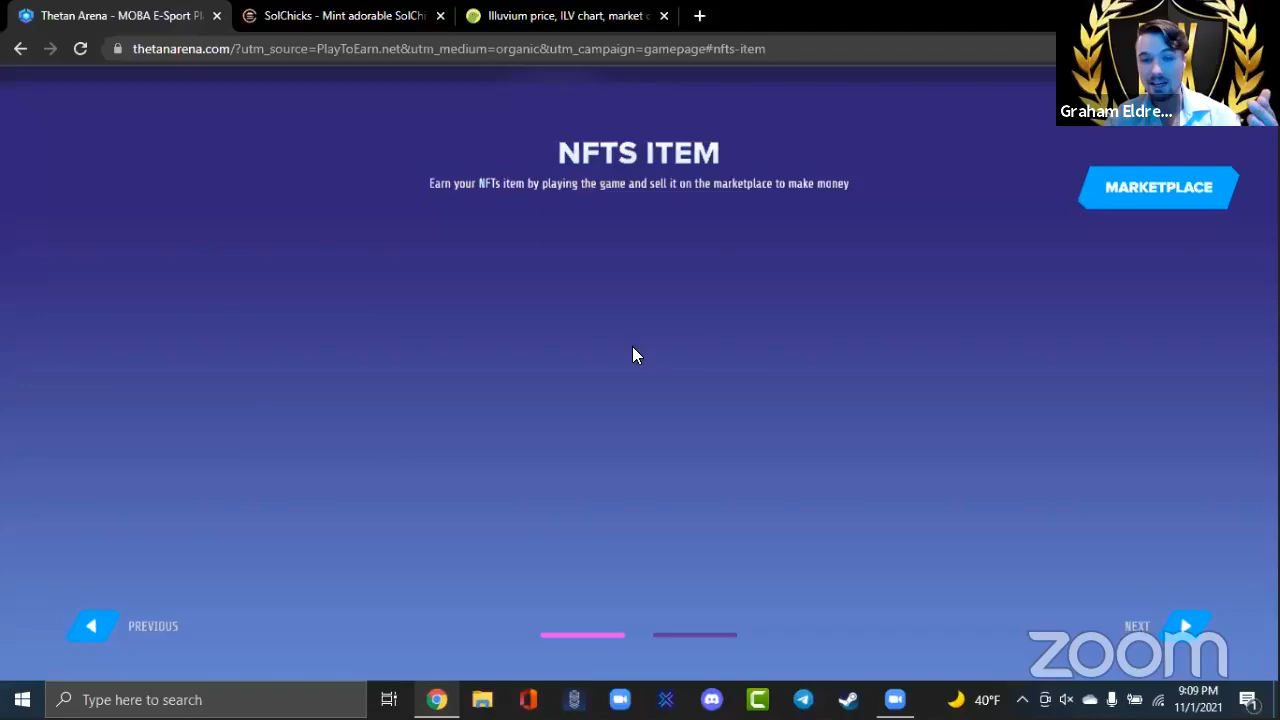 Thetan Arena - MOBA E-Sport Pl
SolChicks - Mint adorable SolChi
Illuvium price, ILV chart, market c
thetanarena.com/?utm_source=PlayToEarn.net&utm_medium=organic&utm_campaign=gamepage#nfts-item
Graham Eldre...
NFTS ITEM
Earn your NFTs item by playing the game and sell it on the marketplace to make money
MARKETPLACE
PREVIOUS
NEXT
zoom
Type here to search
40°F
9:09 PM
11/1/2021
1